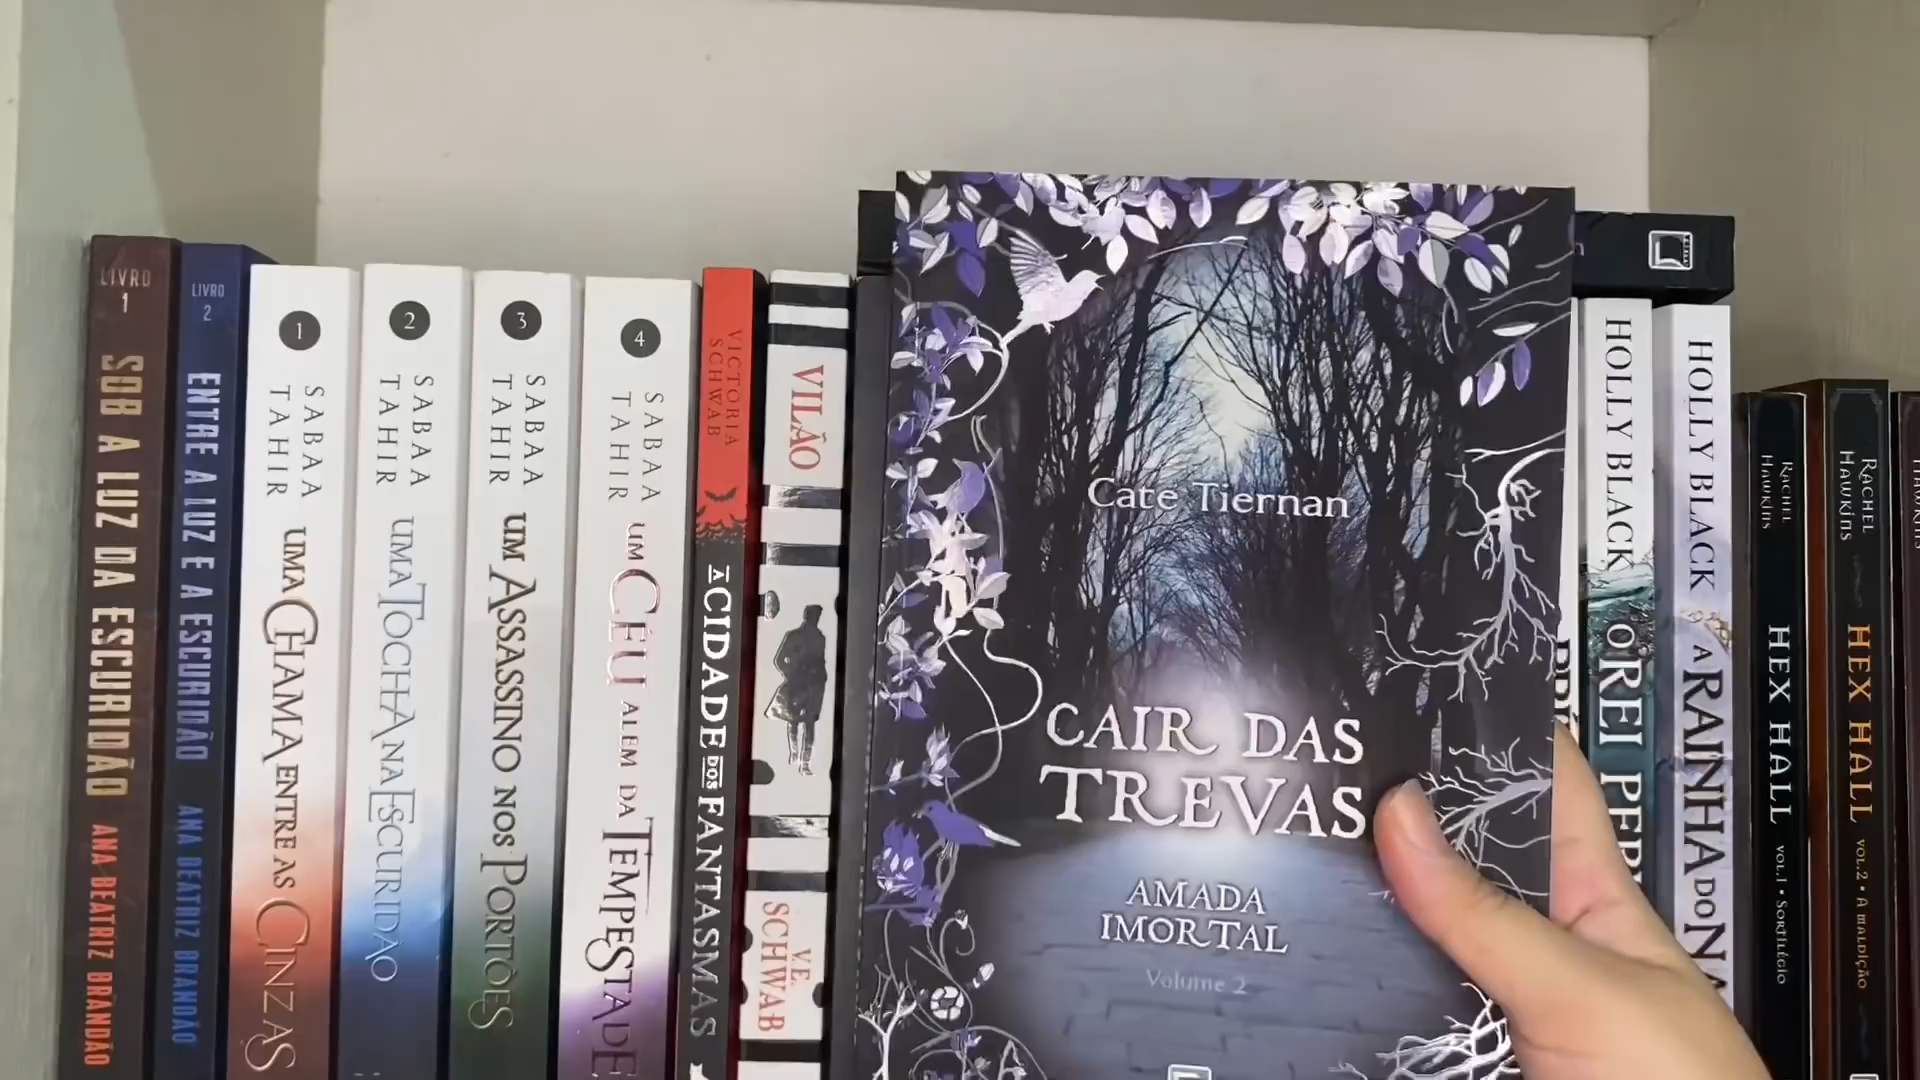 LIVRO
1
SOB A LUZ DA ESCURIDÃO
ANA BEATRIZ BRANDÃO
LIVRO
2
ENTRE A LUZ E A ESCURIDÃO
ANA BEATRIZ BRANDÃO
1
SABAA
TAHIR
UMA CHAMA ENTRE AS CINZAS
2
SABAA
TAHIR
UMA TOCHA NA ESCURIDÃO
3
SABAA
TAHIR
UM ASSASSINO NOS PORTÕES
4
SABAA
TAHIR
UM CÉU ALÉM DA TEMPESTADE
VICTORIA
SCHWAB
A CIDADE DOS FANTASMAS
VILÃO
V.E.
SCHWAB
Cate Tiernan
CAIR DAS
TREVAS
AMADA
IMORTAL
Volume 2
HOLLY BLACK
O REI PER
HOLLY BLACK
A RAINHA DO NA
RACHEL
HAWKINS
HEX HALL
VOL.1 • SORTILÉGIO
RACHEL
HAWKINS
HEX HALL
VOL.2 • A MALDIÇÃO